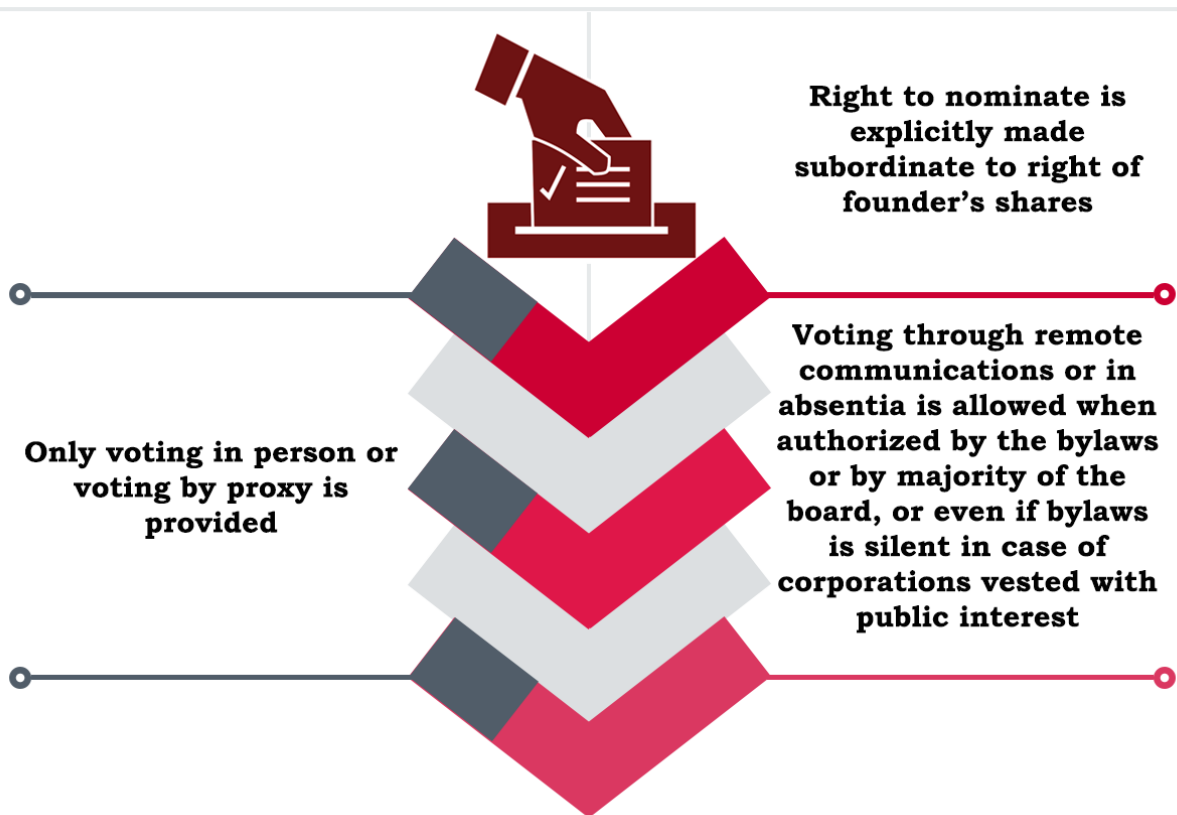 Right to nominate is
explicitly made
subordinate to right of
founder’s shares
Only voting in person or
voting by proxy is
provided
Voting through remote
communications or in
absentia is allowed when
authorized by the bylaws
or by majority of the
board, or even if bylaws
is silent in case of
corporations vested with
public interest